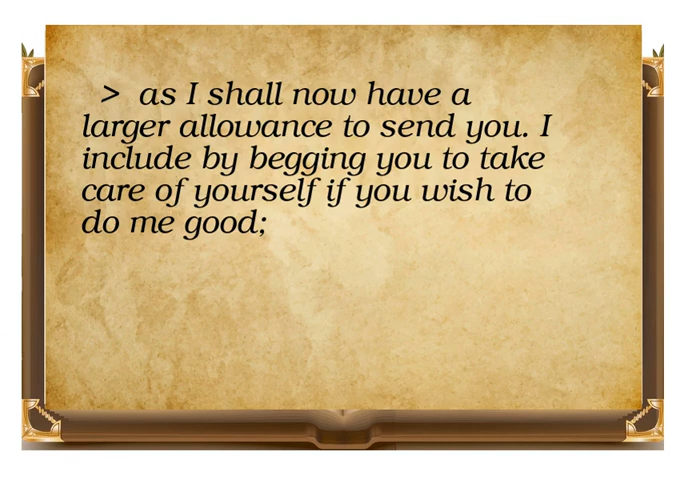 > as I shall now have a
larger allowance to send you. I
include by begging you to take
care of yourself if you wish to
do me good;